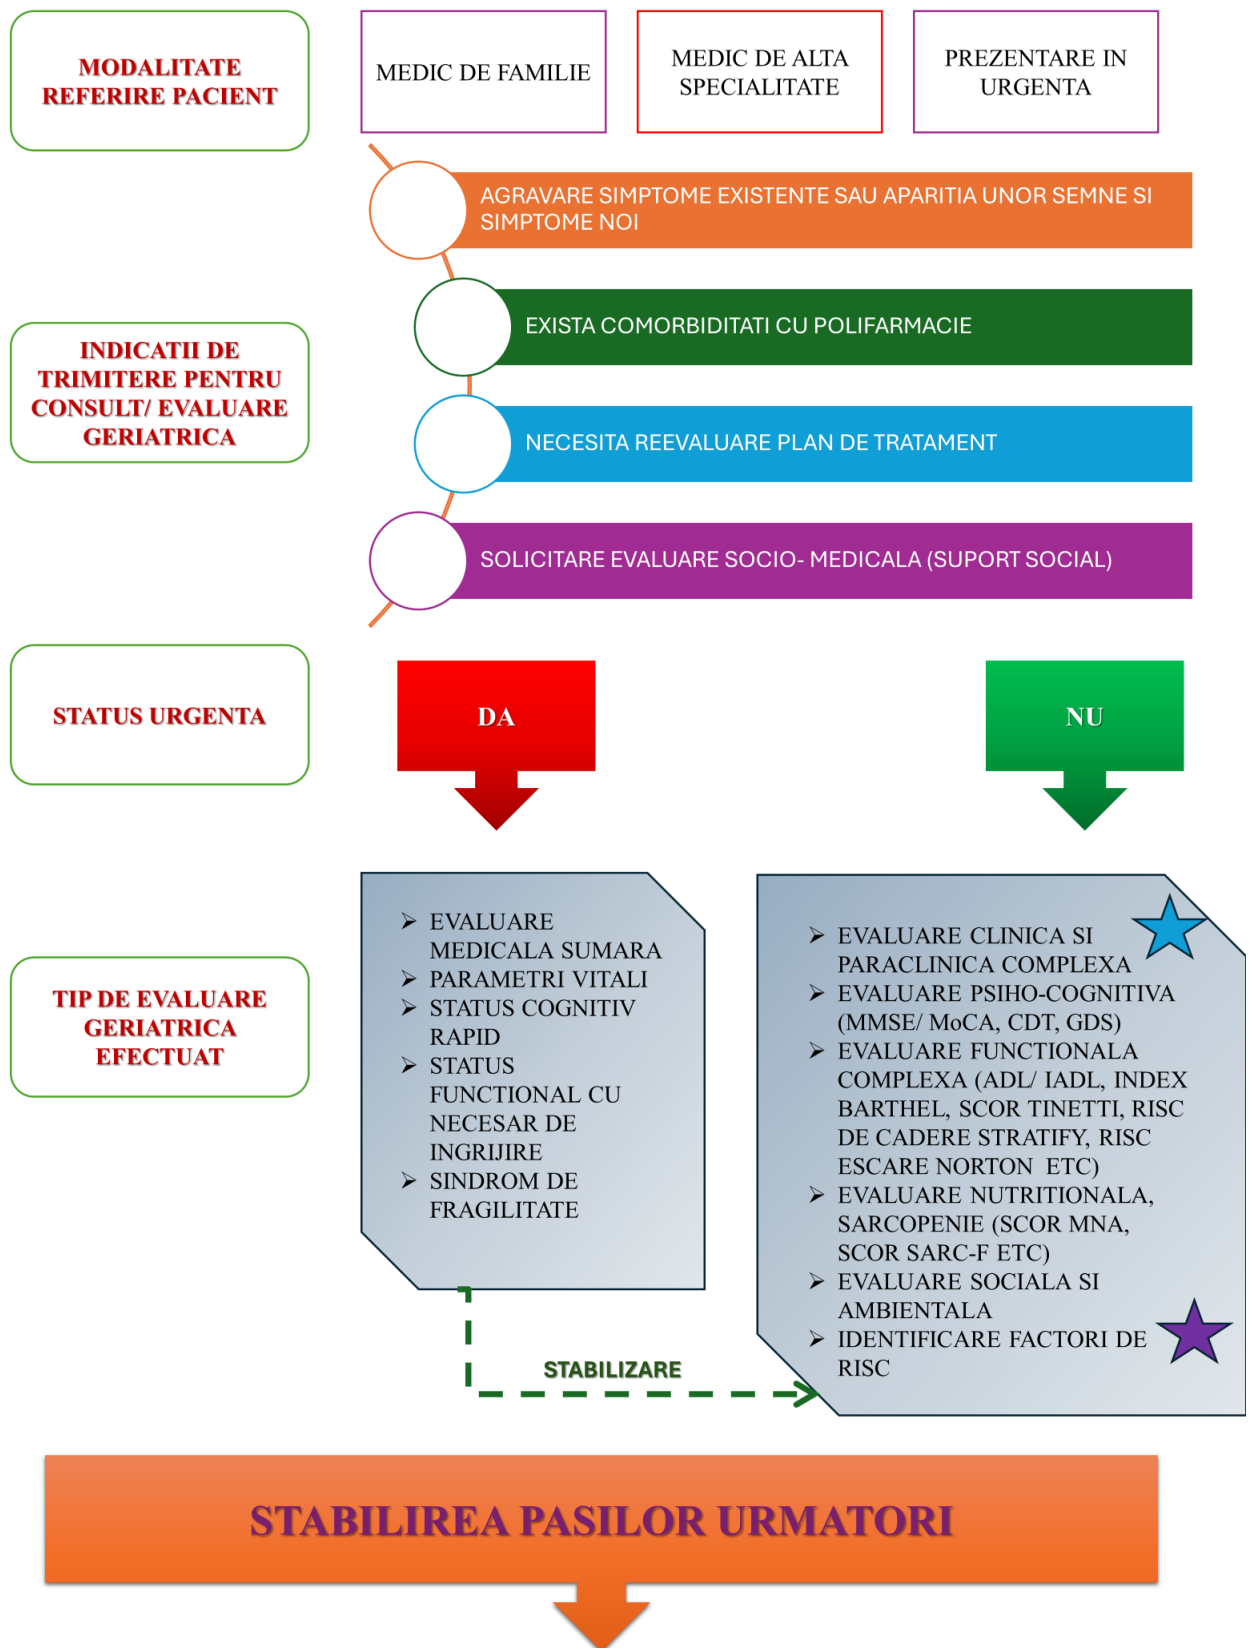 MODALITATE
REFERIRE PACIENT
MEDIC DE FAMILIE
MEDIC DE ALTA
SPECIALITATE
PREZENTARE IN
URGENTA
AGRAVARE SIMPTOME EXISTENTE SAU APARITIA UNOR SEMNE SI
SIMPTOME NOI
EXISTA COMORBIDITATI CU POLIFARMACIE
INDICATII DE
TRIMITERE PENTRU
CONSULT/ EVALUARE
GERIATRICA
NECESITA REEVALUARE PLAN DE TRATAMENT
SOLICITARE EVALUARE SOCIO- MEDICALA (SUPORT SOCIAL)
STATUS URGENTA
DA
NU
TIP DE EVALUARE
GERIATRICA
EFECTUAT
➢ EVALUARE
MEDICALA SUMARA
➢ PARAMETRI VITALI
➢ STATUS COGNITIV
RAPID
➢ STATUS
FUNCTIONAL CU
NECESAR DE
INGRIJIRE
➢ SINDROM DE
FRAGILITATE
➢ EVALUARE CLINICA SI
PARACLINICA COMPLEXA
➢ EVALUARE PSIHO-COGNITIVA
(MMSE/ MoCA, CDT, GDS)
➢ EVALUARE FUNCTIONALA
COMPLEXA (ADL/ IADL, INDEX
BARTHEL, SCOR TINETTI, RISC
DE CADERE STRATIFY, RISC
ESCARE NORTON ETC)
➢ EVALUARE NUTRITIONALA,
SARCOPENIE (SCOR MNA,
SCOR SARC-F ETC)
➢ EVALUARE SOCIALA SI
AMBIENTALA
➢ IDENTIFICARE FACTORI DE
RISC
STABILIZARE
STABILIREA PASILOR URMATORI